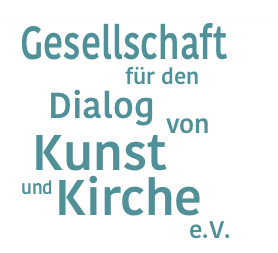 Gesellschaft
für den
Dialog
von
Kunst
und Kirche
e.V.